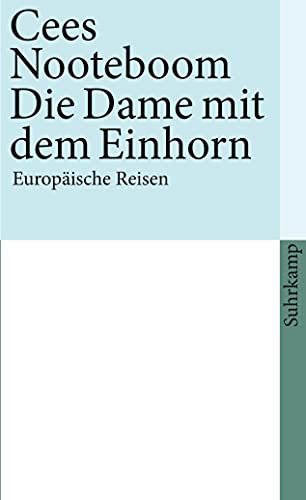 Cees
Nooteboom
Die Dame mit
dem Einhorn
Europäische Reisen
Suhrkamp